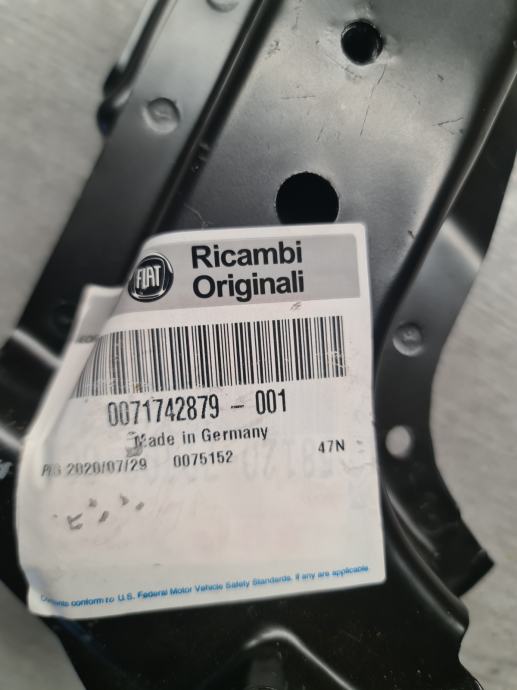 FIAT
Ricambi
Originali
0071742879 - 001
Made in Germany
2020/07/29 0075152 47N
conform to U.S. Federal Motor Vehicle Safety Standards. if any are applicable